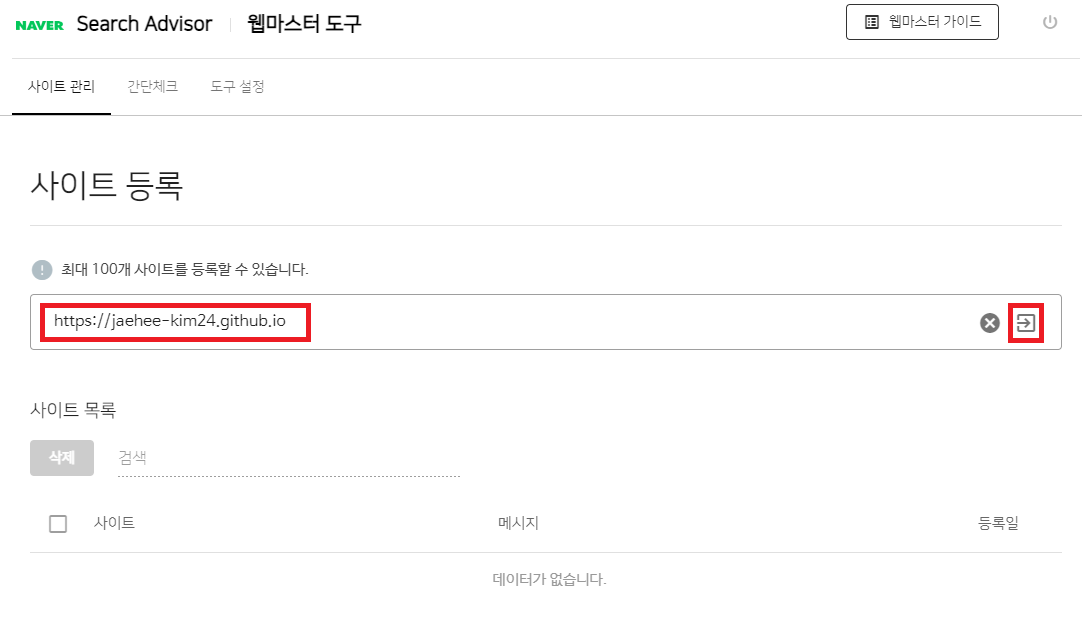 NAVER Search Advisor 웹마스터 도구 웹마스터 가이드
사이트 관리 간단체크 도구 설정
사이트 등록
최대 100개 사이트를 등록할 수 있습니다.
https://jaehee-kim24.github.io
사이트 목록
삭제 검색
사이트 메시지 등록일
데이터가 없습니다.